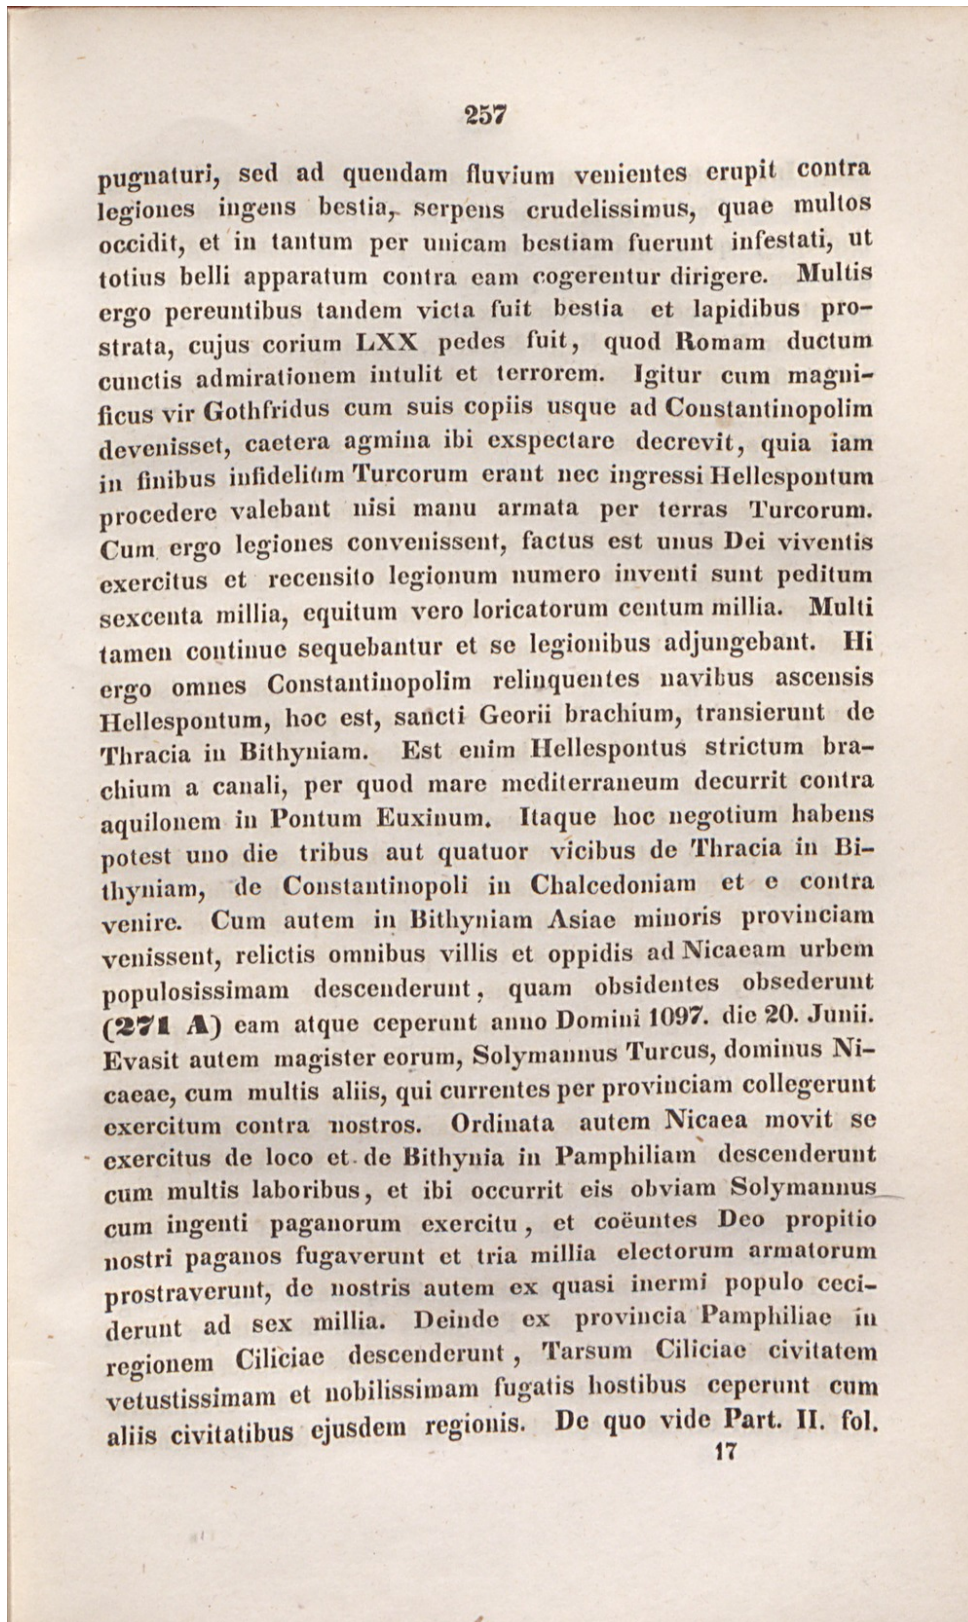 257
pugnaturi, sed ad quendam fluvium venientes erupit contra
legiones ingens bestia, serpens crudelissimus, quae multos
occidit, et in tantum per unicam bestiam fuerunt infestati, ut
totius belli apparatum contra eam cogerentur dirigere. Multis
ergo pereuntibus tandem victa fuit bestia et lapidibus pro-
strata, cujus corium LXX pedes fuit, quod Romam ductum
cunctis admirationem intulit et terrorem. Igitur cum magni-
ficus vir Gothfridus cum suis copiis usque ad Constantinopolim
devenisset, caetera agmina ibi exspectare decrevit, quia iam
in finibus infidelium Turcorum erant nec ingressi Hellespontum
procedere valebant nisi manu armata per terras Turcorum.
Cum ergo legiones convenissent, factus est unus Dei viventis
exercitus et recensito legionum numero inventi sunt peditum
sexcenta millia, equitum vero loricatorum centum millia. Multi
tamen continue sequebantur et se legionibus adjungebant. Hi
ergo omnes Constantinopolim relinquentes navibus ascensis
Hellespontum, hoc est, sancti Georii brachium, transierunt de
Thracia in Bithyniam. Est enim Hellespontus strictum bra-
chium a canali, per quod mare mediterraneum decurrit contra
aquilonem in Pontum Euxinum. Itaque hoc negotium habens
potest uno die tribus aut quatuor vicibus de Thracia in Bi-
thyniam, de Constantinopoli in Chalcedoniam et e contra
venire. Cum autem in Bithyniam Asiae minoris provinciam
venissent, relictis omnibus villis et oppidis ad Nicaeam urbem
populosissimam descenderunt, quam obsidentes obsederunt
(271 A) eam atque ceperunt anno Domini 1097. die 20. Junii.
Evasit autem magister eorum, Solymannus Turcus, dominus Ni-
caeae, cum multis aliis, qui currentes per provinciam collegerunt
exercitum contra nostros. Ordinata autem Nicaea movit se
exercitus de loco et de Bithynia in Pamphiliam descenderunt
cum multis laboribus, et ibi occurrit eis obviam Solymannus
cum ingenti paganorum exercitu, et coëuntes Deo propitio
nostri paganos fugaverunt et tria millia electorum armatorum
prostraverunt, de nostris autem ex quasi inermi populo ceci-
derunt ad sex millia. Deinde ex provincia Pamphiliae in
regionem Ciliciae descenderunt, Tarsum Ciliciae civitatem
vetustissimam et nobilissimam fugatis hostibus ceperunt cum
aliis civitatibus ejusdem regionis. De quo vide Part. II. fol.
17